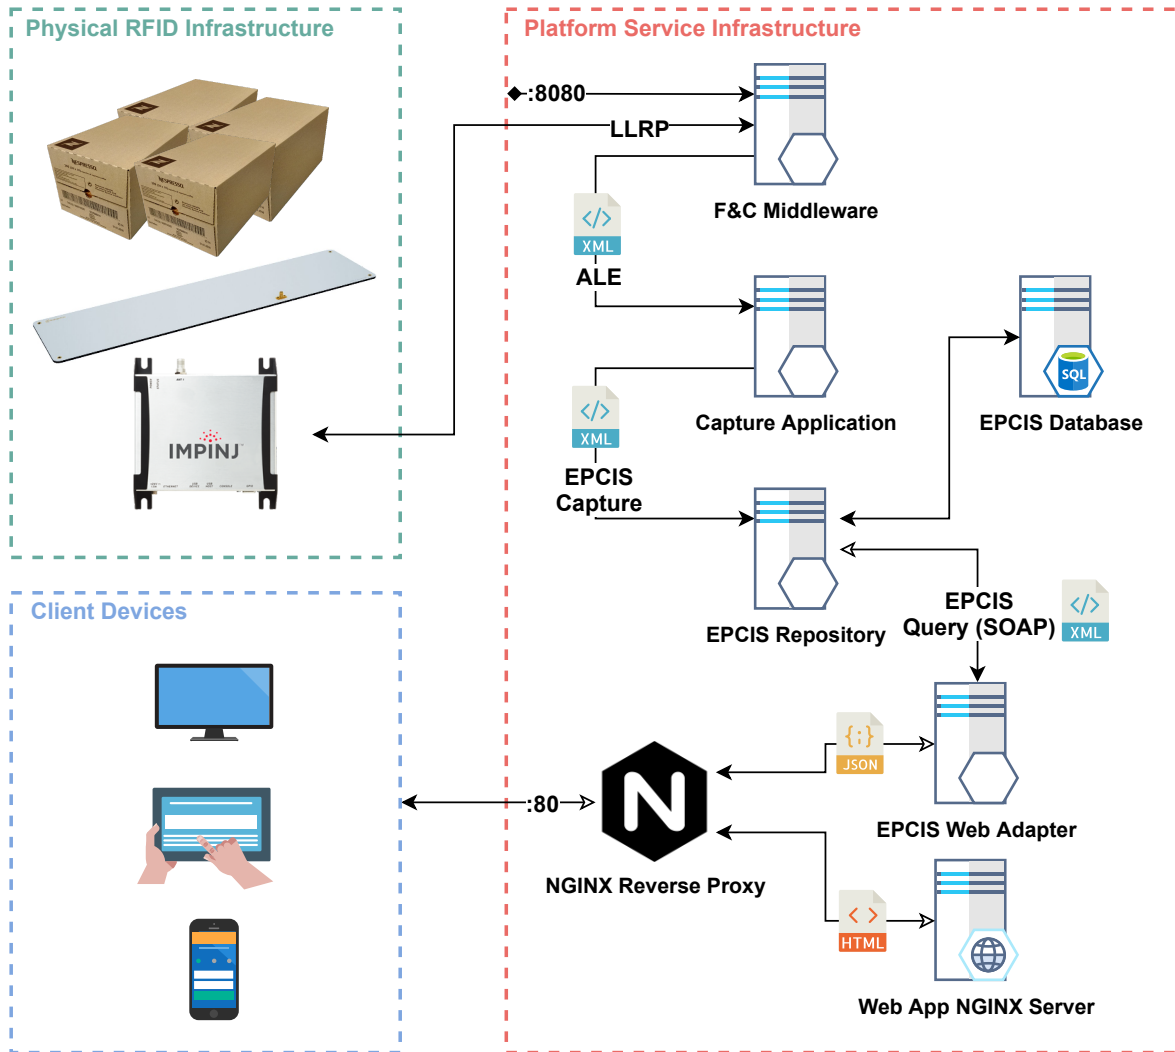 Physical RFID Infrastructure
NESPRESSO
IMPINJ
Client Devices
Platform Service Infrastructure
:8080
LLRP
F&C Middleware
</>
XML
ALE
Capture Application
</>
XML
EPCIS
Capture
SQL
EPCIS Database
EPCIS Repository
EPCIS
Query (SOAP)
</>
XML
{;}
JSON
EPCIS Web Adapter
:80
N
NGINX Reverse Proxy
< >
HTML
Web App NGINX Server